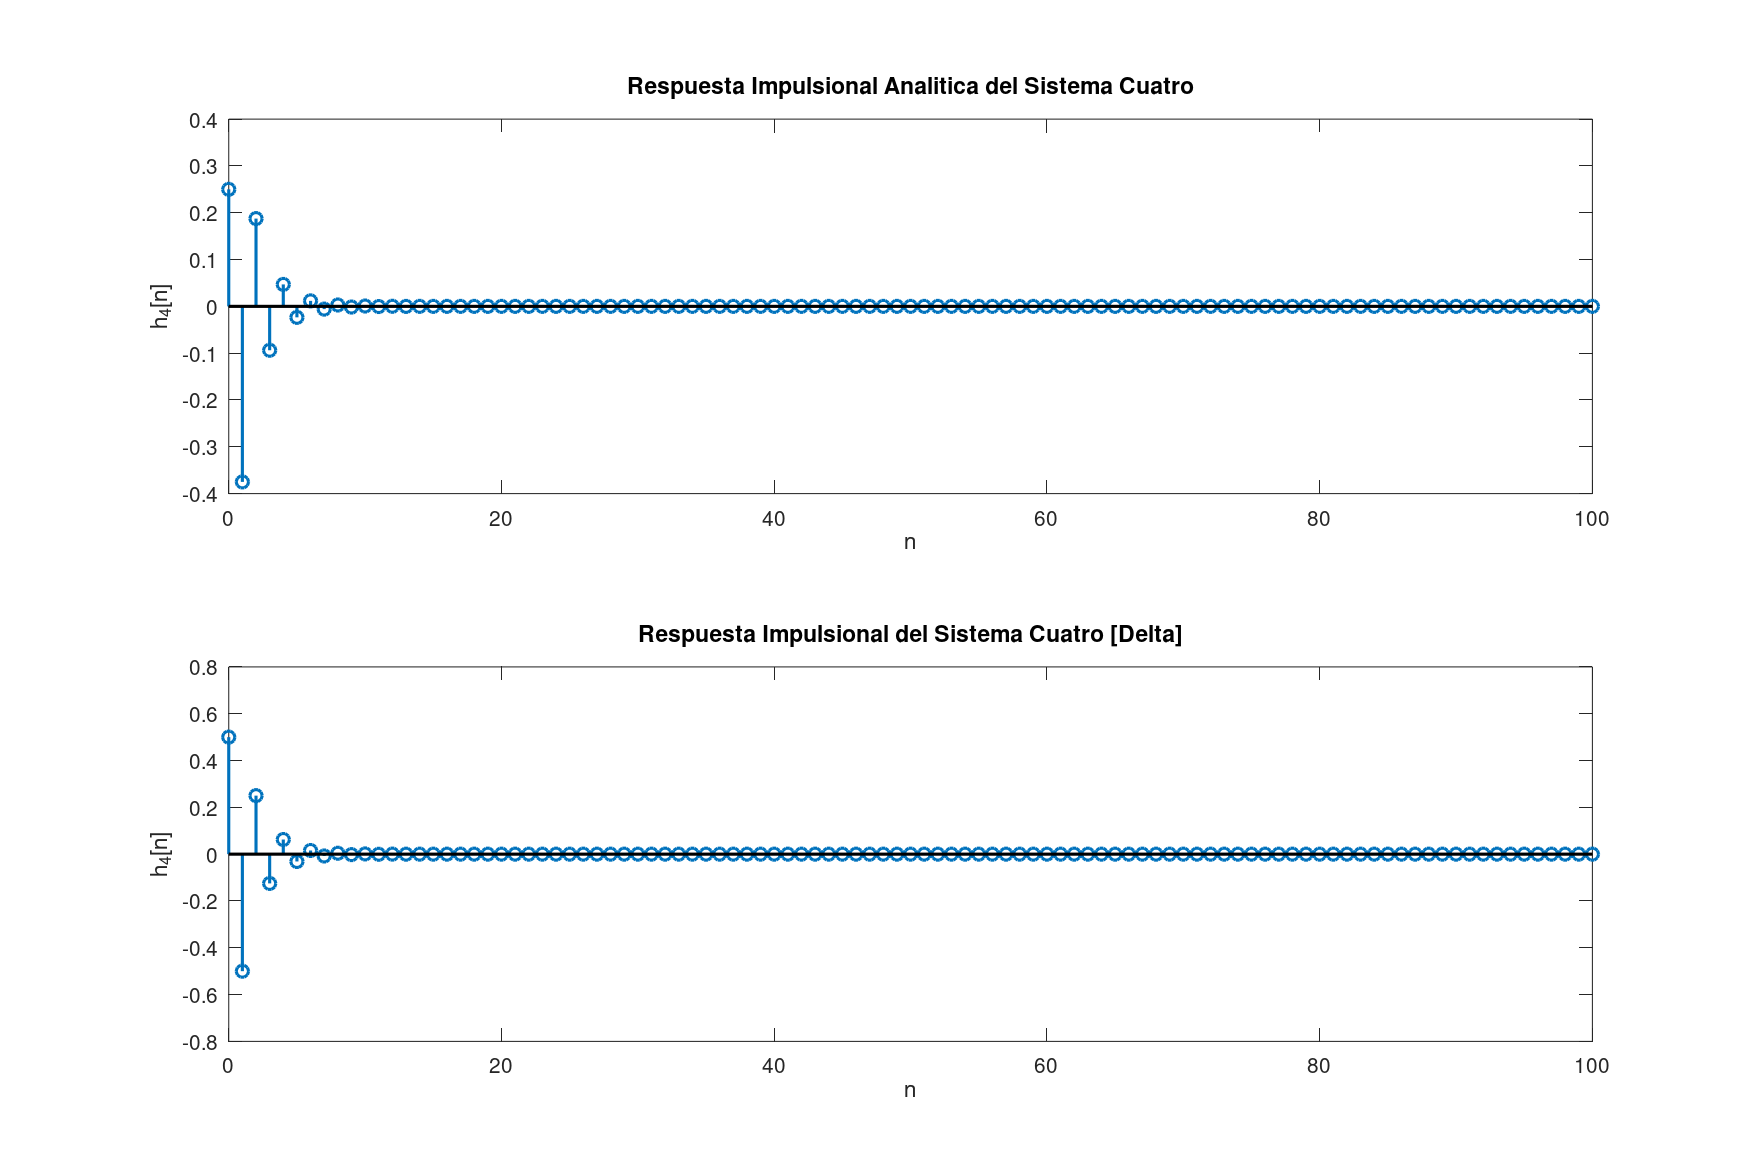 Respuesta Impulsional Analitica del Sistema Cuatro
0.4
0.3
0.2
0.1
0
-0.1
-0.2
-0.3
-0.4
h4[n]
0 20 40 60 80 100
n
Respuesta Impulsional del Sistema Cuatro [Delta]
0.8
0.6
0.4
0.2
0
-0.2
-0.4
-0.6
-0.8
h4[n]
0 20 40 60 80 100
n